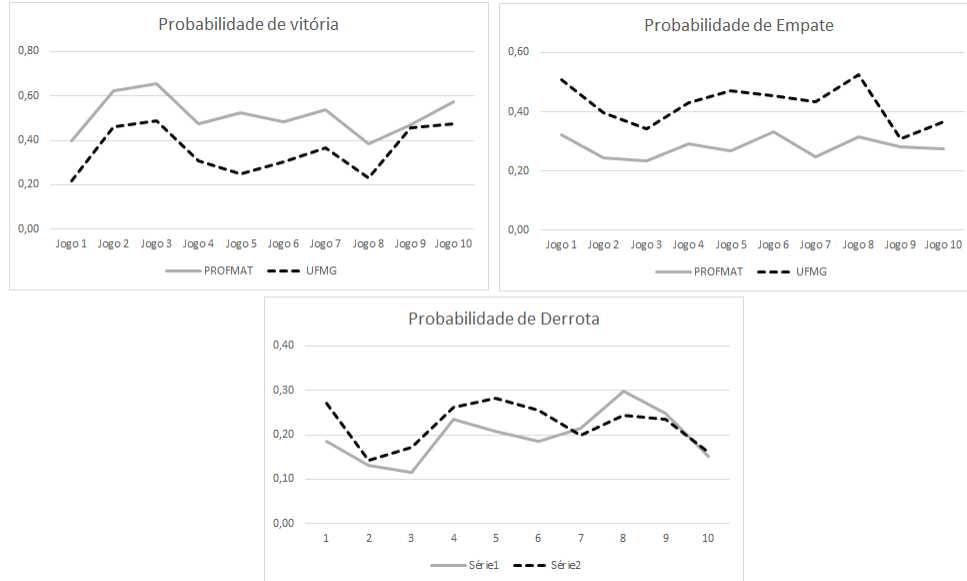 Probabilidade de vitória
0,80
0,60
0,40
0,20
0,00
Jogo 1 Jogo 2 Jogo 3 Jogo 4 Jogo 5 Jogo 6 Jogo 7 Jogo 8 Jogo 9 Jogo 10
PROFMAT UFMG
Probabilidade de Empate
0,60
0,40
0,20
0,00
Jogo 1 Jogo 2 Jogo 3 Jogo 4 Jogo 5 Jogo 6 Jogo 7 Jogo 8 Jogo 9 Jogo 10
PROFMAT UFMG
Probabilidade de Derrota
0,40
0,30
0,20
0,10
0,00
1 2 3 4 5 6 7 8 9 10
Série1 Série2